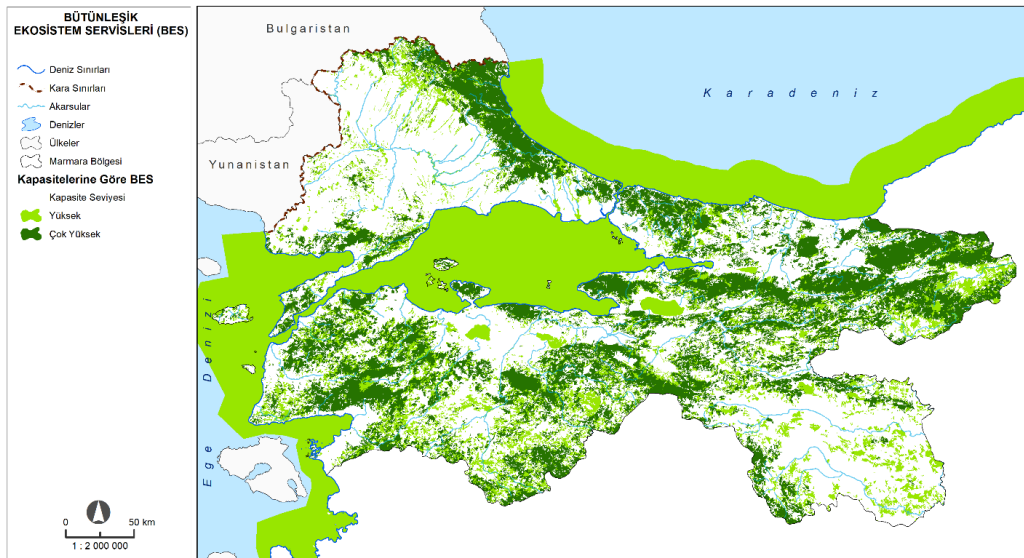 BÜTÜNLEŞİK
EKOSİSTEM SERVİSLERİ (BES)
Deniz Sınırları
Kara Sınırları
Akarsular
Denizler
Ülkeler
Marmara Bölgesi
Kapasitelerine Göre BES
Kapasite Seviyesi
Yüksek
Çok Yüksek
0 50 km
1 : 2 000 000
Bulgaristan
Karadeniz
Yunanistan
Ege Denizi